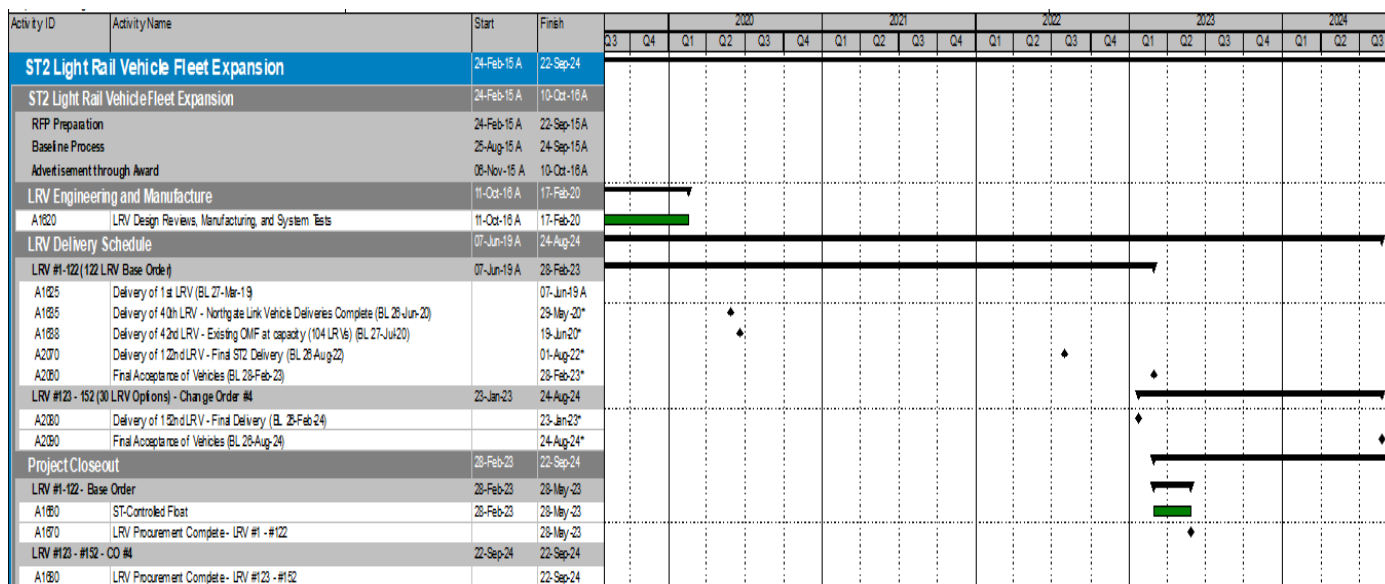 Activity ID Activity Name Start Finish 2020 2021 2022 2023 2024
Q3 Q4 Q1 Q2 Q3 Q4 Q1 Q2 Q3 Q4 Q1 Q2 Q3 Q4 Q1 Q2 Q3 Q4 Q1 Q2 Q3
ST2 Light Rail Vehicle Fleet Expansion 24-Feb-15 A 22-Sep-24
ST2 Light Rail Vehicle Fleet Expansion 24-Feb-15 A 10-Oct-16 A
RFP Preparation 24-Feb-15 A 22-Sep-15 A
Baseline Process 25-Aug-15 A 24-Sep-15 A
Advertisement through Award 06-Nov-15 A 10-Oct-16 A
LRV Engineering and Manufacture 11-Oct-16 A 17-Feb-20
A1620 LRV Design Reviews, Manufacturing, and System Tests 11-Oct-16 A 17-Feb-20
LRV Delivery Schedule 07-Jun-19 A 24-Aug-24
LRV #1-122 (122 LRV Base Order) 07-Jun-19 A 28-Feb-23
A1625 Delivery of 1st LRV (BL 27-Mar-19) 07-Jun-19 A
A1635 Delivery of 40th LRV - Northgate Link Vehicle Deliveries Complete (BL 26-Jun-20) 29-May-20*
A1638 Delivery of 42nd LRV - Existing OMF at capacity (104 LRVs) (BL 27-Jul-20) 19-Jun-20*
A2070 Delivery of 122nd LRV - Final ST2 Delivery (BL 26-Aug-22) 01-Aug-22*
A2060 Final Acceptance of Vehicles (BL 28-Feb-23) 28-Feb-23*
LRV #123 - 152 (30 LRV Options) - Change Order #4 23-Jan-23 24-Aug-24
A2080 Delivery of 152nd LRV - Final Delivery (BL 25-Feb-24) 23-Jan-23*
A2090 Final Acceptance of Vehicles (BL 26-Aug-24) 24-Aug-24*
Project Closeout 28-Feb-23 22-Sep-24
LRV #1-122 - Base Order 28-Feb-23 28-May-23
A1660 ST-Controlled Float 28-Feb-23 28-May-23
A1670 LRV Procurement Complete - LRV #1 - #122 28-May-23
LRV #123 - #152 - CO #4 22-Sep-24 22-Sep-24
A1680 LRV Procurement Complete - LRV #123 - #152 22-Sep-24